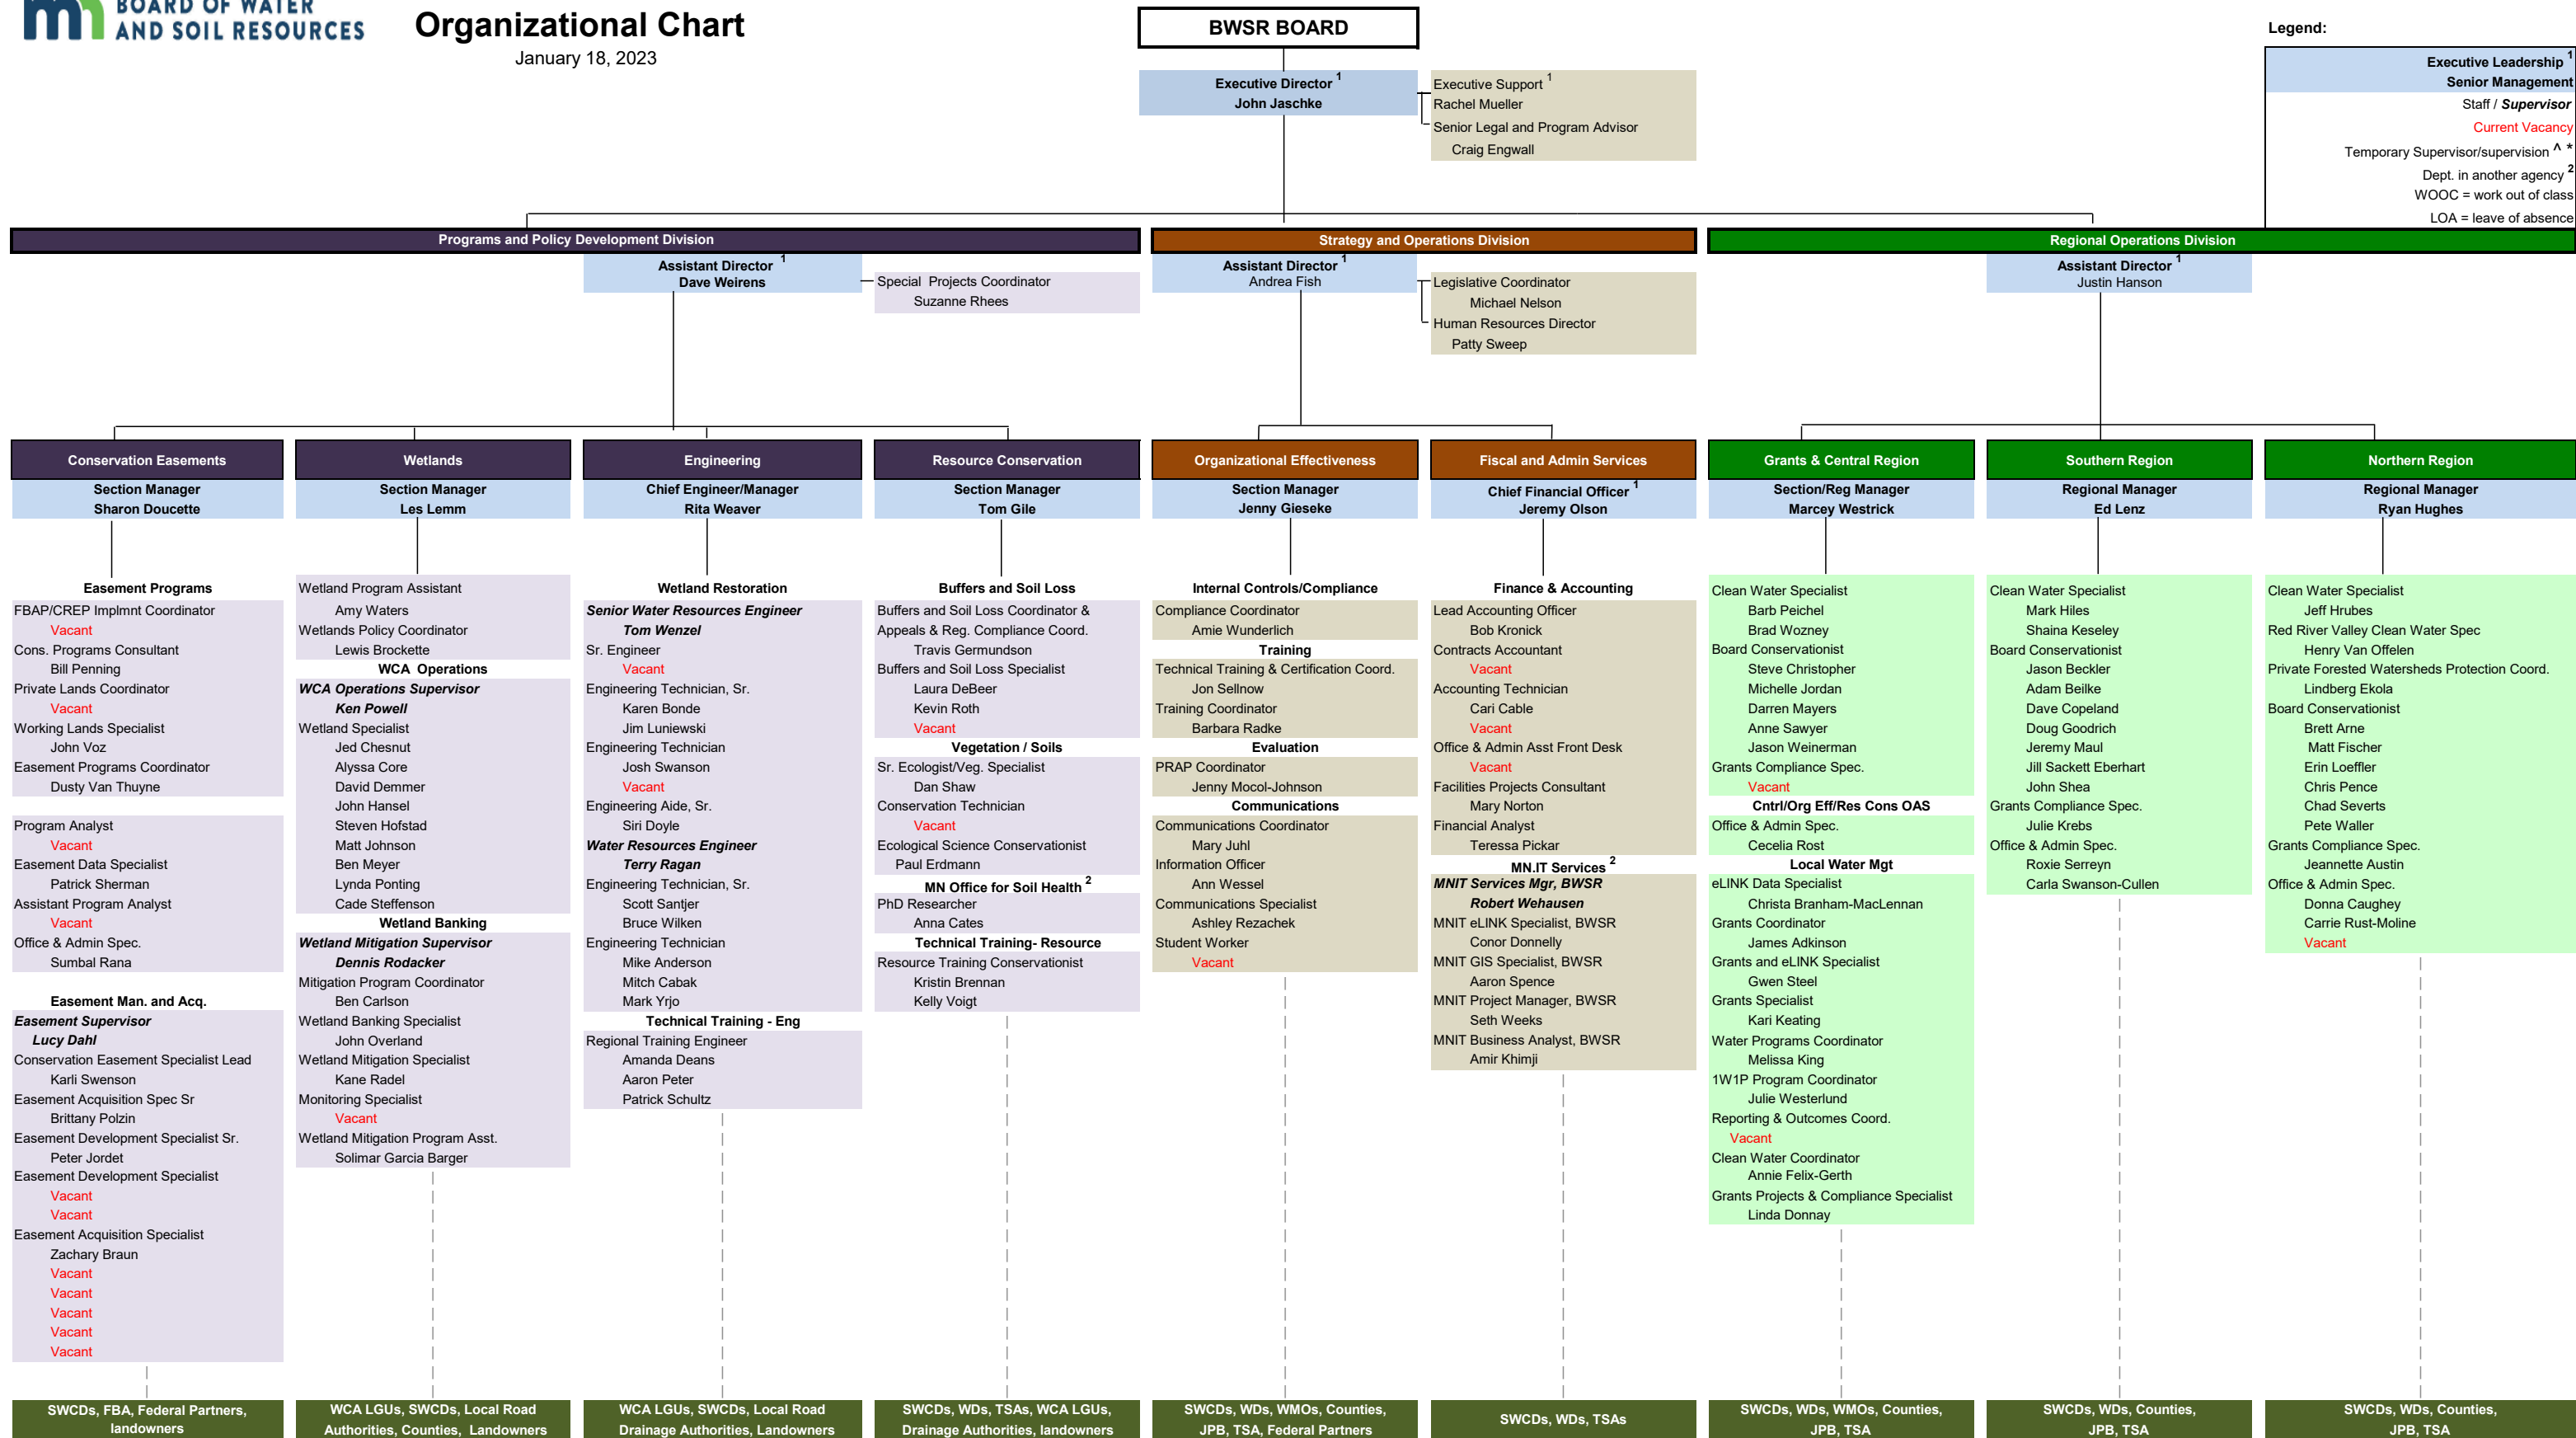 BOARD OF WATER
AND SOIL RESOURCES
Organizational Chart
January 18, 2023
BWSR BOARD
Executive Director 1
John Jaschke
Executive Support 1
Rachel Mueller
Senior Legal and Program Advisor
Craig Engwall
Legend:
Executive Leadership 1
Senior Management
Staff / Supervisor
Current Vacancy
Temporary Supervisor/supervision ^ *
Dept. in another agency 2
WOOC = work out of class
LOA = leave of absence
Programs and Policy Development Division
Assistant Director 1
Dave Weirens
Special Projects Coordinator
Suzanne Rhees
Strategy and Operations Division
Assistant Director 1
Andrea Fish
Legislative Coordinator
Michael Nelson
Human Resources Director
Patty Sweep
Regional Operations Division
Assistant Director 1
Justin Hanson
Conservation Easements
Section Manager
Sharon Doucette
Easement Programs
FBAP/CREP Implmnt Coordinator
Vacant
Cons. Programs Consultant
Bill Penning
Private Lands Coordinator
Vacant
Working Lands Specialist
John Voz
Easement Programs Coordinator
Dusty Van Thuyne
Program Analyst
Vacant
Easement Data Specialist
Patrick Sherman
Assistant Program Analyst
Vacant
Office & Admin Spec.
Sumbal Rana
Easement Man. and Acq.
Easement Supervisor
Lucy Dahl
Conservation Easement Specialist Lead
Karli Swenson
Easement Acquisition Spec Sr
Brittany Polzin
Easement Development Specialist Sr.
Peter Jordet
Easement Development Specialist
Vacant
Vacant
Easement Acquisition Specialist
Zachary Braun
Vacant
Vacant
Vacant
Vacant
Vacant
SWCDs, FBA, Federal Partners,
landowners
Wetlands
Section Manager
Les Lemm
Wetland Program Assistant
Amy Waters
Wetlands Policy Coordinator
Lewis Brockette
WCA Operations
WCA Operations Supervisor
Ken Powell
Wetland Specialist
Jed Chesnut
Alyssa Core
David Demmer
John Hansel
Steven Hofstad
Matt Johnson
Ben Meyer
Lynda Ponting
Cade Steffenson
Wetland Banking
Wetland Mitigation Supervisor
Dennis Rodacker
Mitigation Program Coordinator
Ben Carlson
Wetland Banking Specialist
John Overland
Wetland Mitigation Specialist
Kane Radel
Monitoring Specialist
Vacant
Wetland Mitigation Program Asst.
Solimar Garcia Barger
WCA LGUs, SWCDs, Local Road
Authorities, Counties, Landowners
Engineering
Chief Engineer/Manager
Rita Weaver
Wetland Restoration
Senior Water Resources Engineer
Tom Wenzel
Sr. Engineer
Vacant
Engineering Technician, Sr.
Karen Bonde
Jim Luniewski
Engineering Technician
Josh Swanson
Vacant
Engineering Aide, Sr.
Siri Doyle
Water Resources Engineer
Terry Ragan
Engineering Technician, Sr.
Scott Santjer
Bruce Wilken
Engineering Technician
Mike Anderson
Mitch Cabak
Mark Yrjo
Technical Training - Eng
Regional Training Engineer
Amanda Deans
Aaron Peter
Patrick Schultz
WCA LGUs, SWCDs, Local Road
Drainage Authorities, Landowners
Resource Conservation
Section Manager
Tom Gile
Buffers and Soil Loss
Buffers and Soil Loss Coordinator &
Appeals & Reg. Compliance Coord.
Travis Germundson
Buffers and Soil Loss Specialist
Laura DeBeer
Kevin Roth
Vacant
Vegetation / Soils
Sr. Ecologist/Veg. Specialist
Dan Shaw
Conservation Technician
Vacant
Ecological Science Conservationist
Paul Erdmann
MN Office for Soil Health 2
PhD Researcher
Anna Cates
Technical Training- Resource
Resource Training Conservationist
Kristin Brennan
Kelly Voigt
SWCDs, WDs, TSAs, WCA LGUs,
Drainage Authorities, landowners
Organizational Effectiveness
Section Manager
Jenny Gieseke
Internal Controls/Compliance
Compliance Coordinator
Amie Wunderlich
Training
Technical Training & Certification Coord.
Jon Sellnow
Training Coordinator
Barbara Radke
Evaluation
PRAP Coordinator
Jenny Mocol-Johnson
Communications
Communications Coordinator
Mary Juhl
Information Officer
Ann Wessel
Communications Specialist
Ashley Rezachek
Student Worker
Vacant
SWCDs, WDs, WMOs, Counties,
JPB, TSA, Federal Partners
Fiscal and Admin Services
Chief Financial Officer 1
Jeremy Olson
Finance & Accounting
Lead Accounting Officer
Bob Kronick
Contracts Accountant
Vacant
Accounting Technician
Cari Cable
Vacant
Office & Admin Asst Front Desk
Vacant
Facilities Projects Consultant
Mary Norton
Financial Analyst
Teressa Pickar
MN.IT Services 2
MNIT Services Mgr, BWSR
Robert Wehausen
MNIT eLINK Specialist, BWSR
Conor Donnelly
MNIT GIS Specialist, BWSR
Aaron Spence
MNIT Project Manager, BWSR
Seth Weeks
MNIT Business Analyst, BWSR
Amir Khimji
SWCDs, WDs, TSAs
Grants & Central Region
Section/Reg Manager
Marcey Westrick
Clean Water Specialist
Barb Peichel
Brad Wozney
Board Conservationist
Steve Christopher
Michelle Jordan
Darren Mayers
Anne Sawyer
Jason Weinerman
Grants Compliance Spec.
Vacant
Cntrl/Org Eff/Res Cons OAS
Office & Admin Spec.
Cecelia Rost
Local Water Mgt
eLINK Data Specialist
Christa Branham-MacLennan
Grants Coordinator
James Adkinson
Grants and eLINK Specialist
Gwen Steel
Grants Specialist
Kari Keating
Water Programs Coordinator
Melissa King
1W1P Program Coordinator
Julie Westerlund
Reporting & Outcomes Coord.
Vacant
Clean Water Coordinator
Annie Felix-Gerth
Grants Projects & Compliance Specialist
Linda Donnay
SWCDs, WDs, WMOs, Counties,
JPB, TSA
Southern Region
Regional Manager
Ed Lenz
Clean Water Specialist
Mark Hiles
Shaina Keseley
Board Conservationist
Jason Beckler
Adam Beilke
Dave Copeland
Doug Goodrich
Jeremy Maul
Jill Sackett Eberhart
John Shea
Grants Compliance Spec.
Julie Krebs
Office & Admin Spec.
Roxie Serreyn
Carla Swanson-Cullen
SWCDs, WDs, Counties,
JPB, TSA
Northern Region
Regional Manager
Ryan Hughes
Clean Water Specialist
Jeff Hrubes
Red River Valley Clean Water Spec
Henry Van Offelen
Private Forested Watersheds Protection Coord.
Lindberg Ekola
Board Conservationist
Brett Arne
Matt Fischer
Erin Loeffler
Chris Pence
Chad Severts
Pete Waller
Grants Compliance Spec.
Jeannette Austin
Office & Admin Spec.
Donna Caughey
Carrie Rust-Moline
Vacant
SWCDs, WDs, Counties,
JPB, TSA